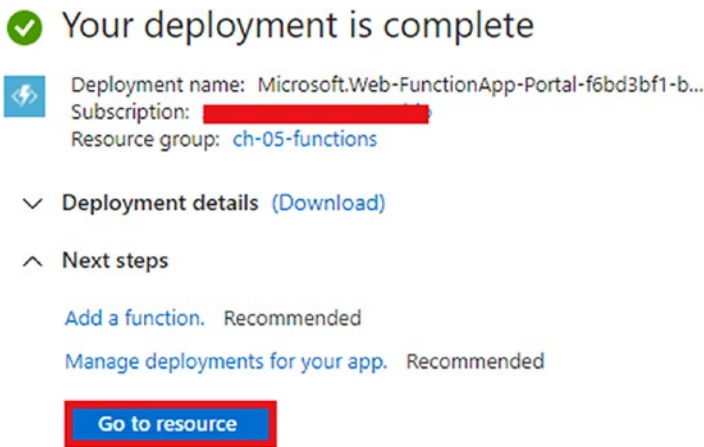 Your deployment is complete
Deployment name: Microsoft.Web-FunctionApp-Portal-f6bd3bf1-b...
Subscription:
Resource group: ch-05-functions
Deployment details (Download)
Next steps
Add a function. Recommended
Manage deployments for your app. Recommended
Go to resource